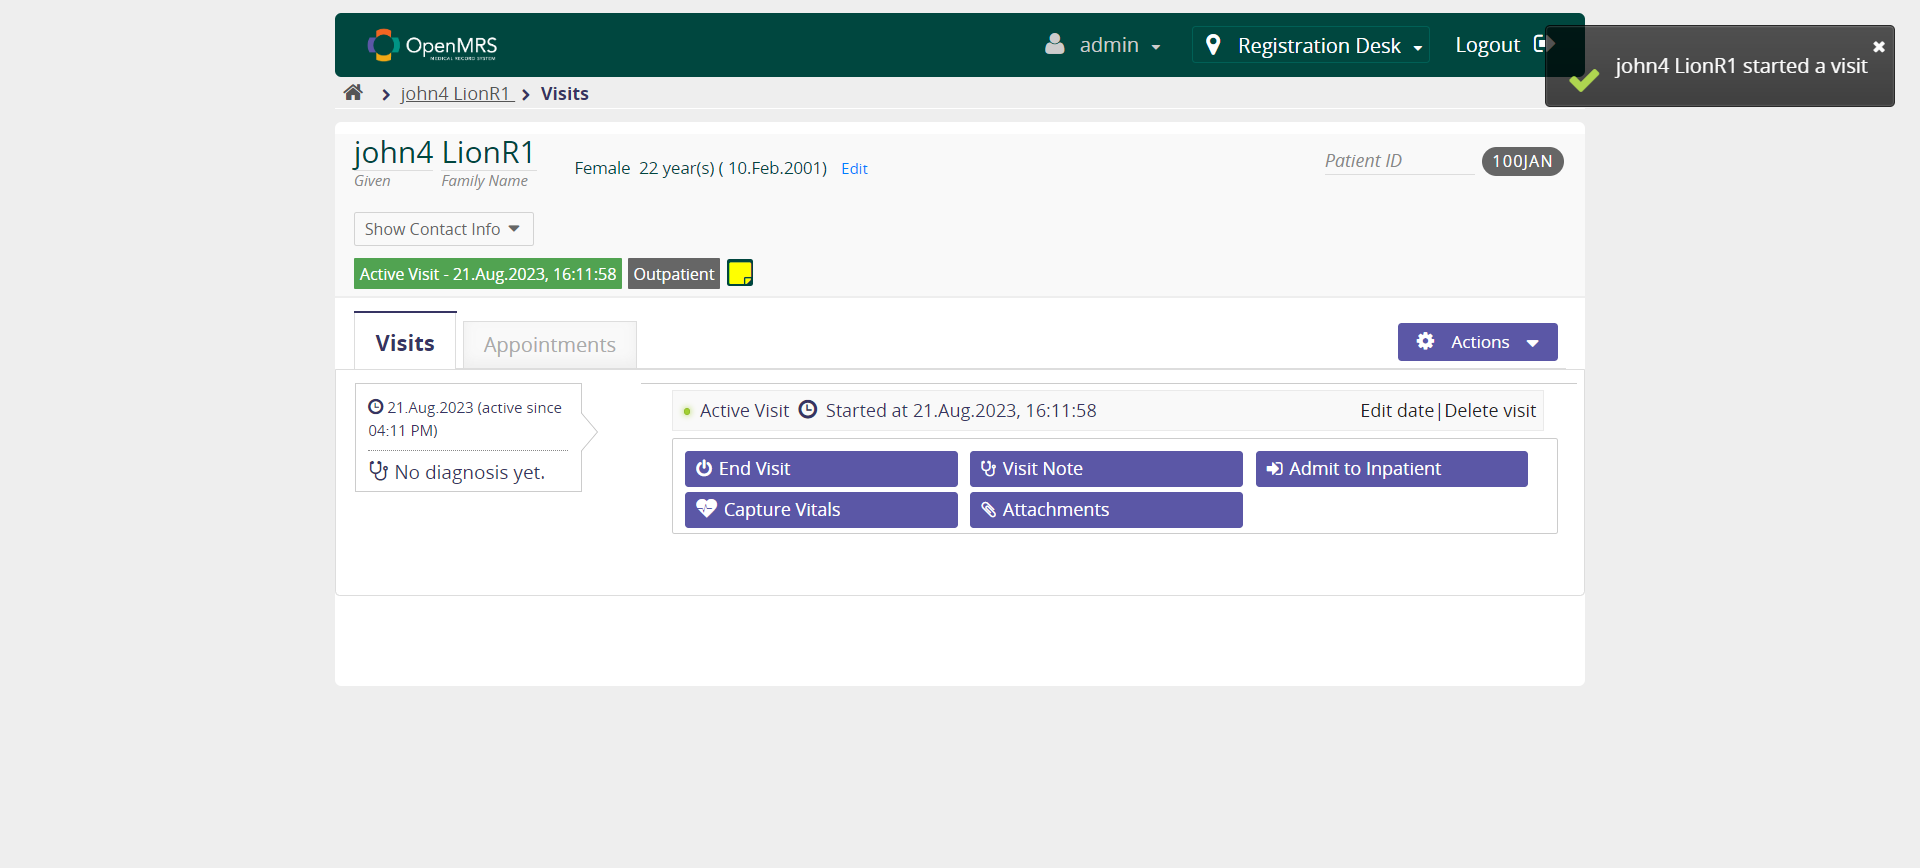 OpenMRS
MEDICAL RECORD SYSTEM
admin
Registration Desk
Logout
john4 LionR1 started a visit
john4 LionR1
Visits
john4 LionR1
Given Family Name
Female 22 year(s) ( 10.Feb.2001) Edit
Patient ID 100JAN
Show Contact Info
Active Visit - 21.Aug.2023, 16:11:58 Outpatient
Visits Appointments
Actions
21.Aug.2023 (active since
04:11 PM)
No diagnosis yet.
Active Visit Started at 21.Aug.2023, 16:11:58 Edit date|Delete visit
End Visit Visit Note Admit to Inpatient
Capture Vitals Attachments